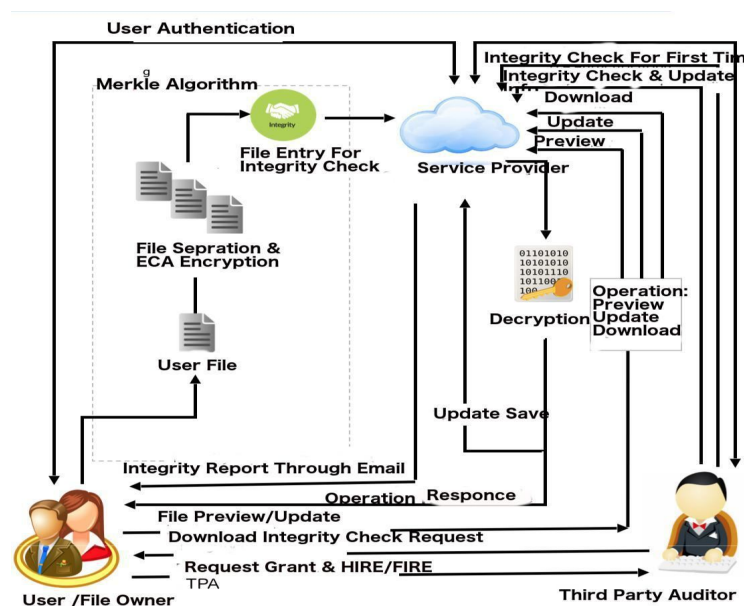 User Authentication
Integrity Check For First Tim
Integrity Check & Update
Download
g
Merkle Algorithm
Integrity
Update
Preview
File Entry For
Integrity Check
Service Provider
File Sepration &
ECA Encryption
01101010
10101010
10101110
1011001
100
Operation:
Preview
Update
Download
Decryption
User File
Update Save
Integrity Report Through Email
Operation Responce
File Preview/Update
Download Integrity Check Request
Request Grant & HIRE/FIRE
TPA
User /File Owner
Third Party Auditor